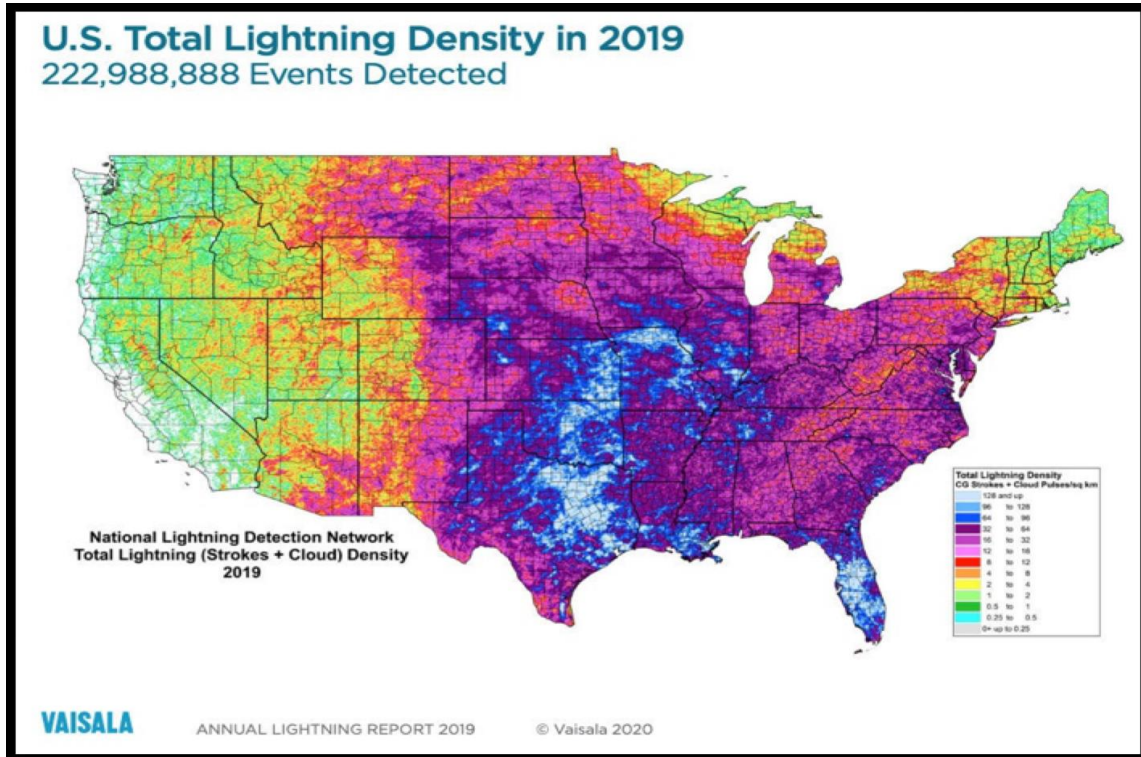 U.S. Total Lightning Density in 2019
222,988,888 Events Detected
National Lightning Detection Network
Total Lightning (Strokes + Cloud) Density
2019
Total Lightning Density
CG Strokes + Cloud Pulses/sq km
128 and up
96 to 128
64 to 96
32 to 64
16 to 32
12 to 16
8 to 12
4 to 8
2 to 4
1 to 2
0.5 to 1
0.25 to 0.5
0+ up to 0.25
VAISALA ANNUAL LIGHTNING REPORT 2019 © Vaisala 2020